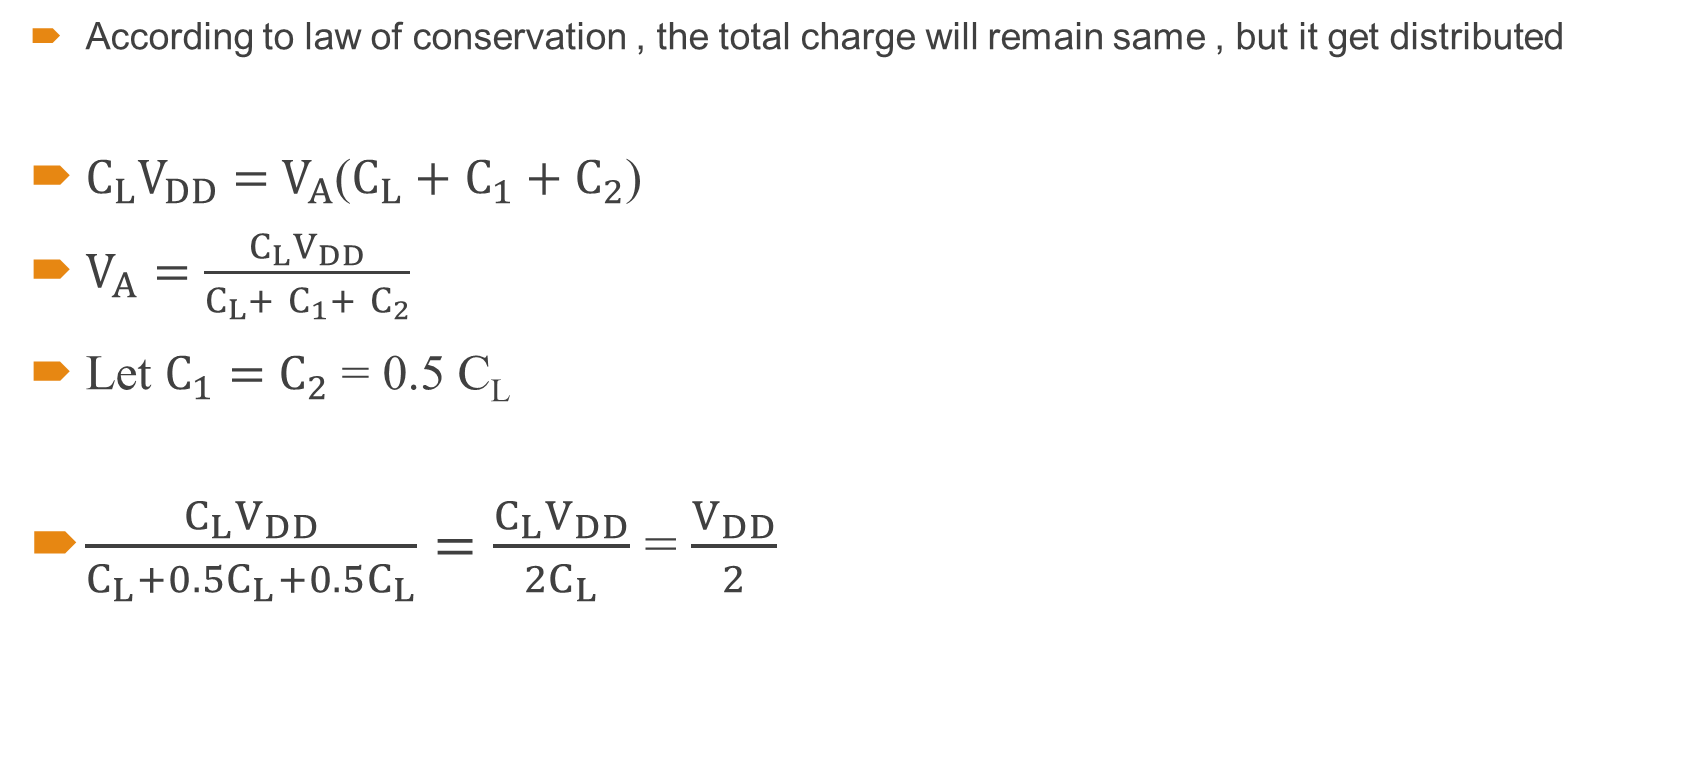 According to law of conservation , the total charge will remain same , but it get distributed
C_L V_DD = V_A(C_L + C_1 + C_2)
V_A = C_L V_DD / C_L+ C_1+ C_2
Let C_1 = C_2 = 0.5 C_L
C_L V_DD / C_L+0.5C_L+0.5C_L = C_L V_DD / 2C_L = V_DD / 2